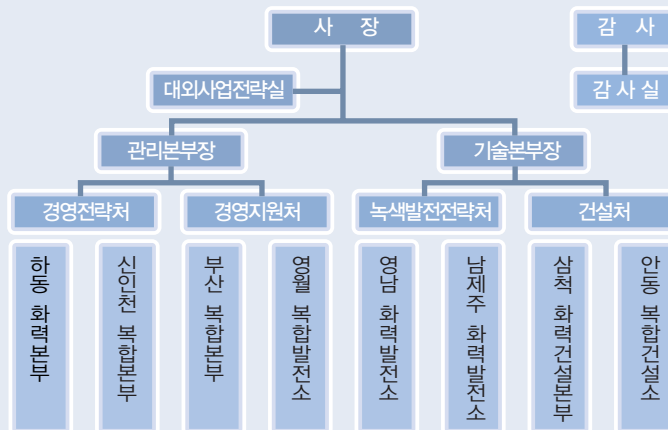 사 장
감 사
대외사업전략실
감 사 실
관리본부장
기술본부장
경영전략처
경영지원처
녹색발전전략처
건설처
하동 화력본부
신인천 복합본부
부산 복합본부
영월 복합발전소
영남 화력발전소
남제주 화력발전소
삼척 화력건설본부
안동 복합건설소